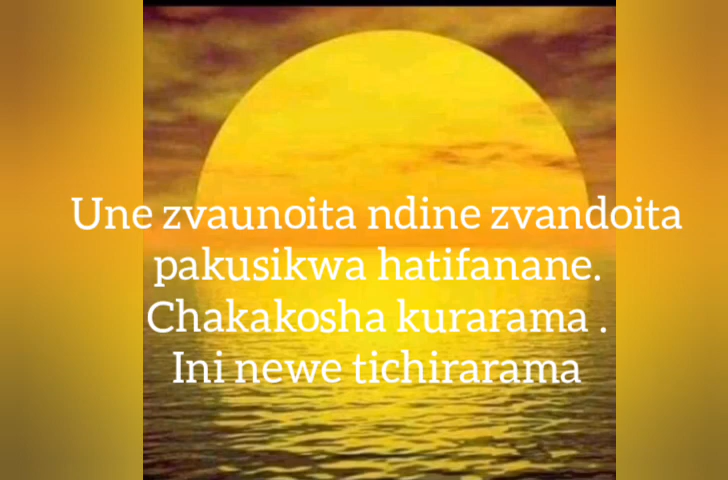 Une zvaunoita ndine zvandoita
pakusikwa hatifanane.
Chakakosha kurarama .
Ini newe tichirarama